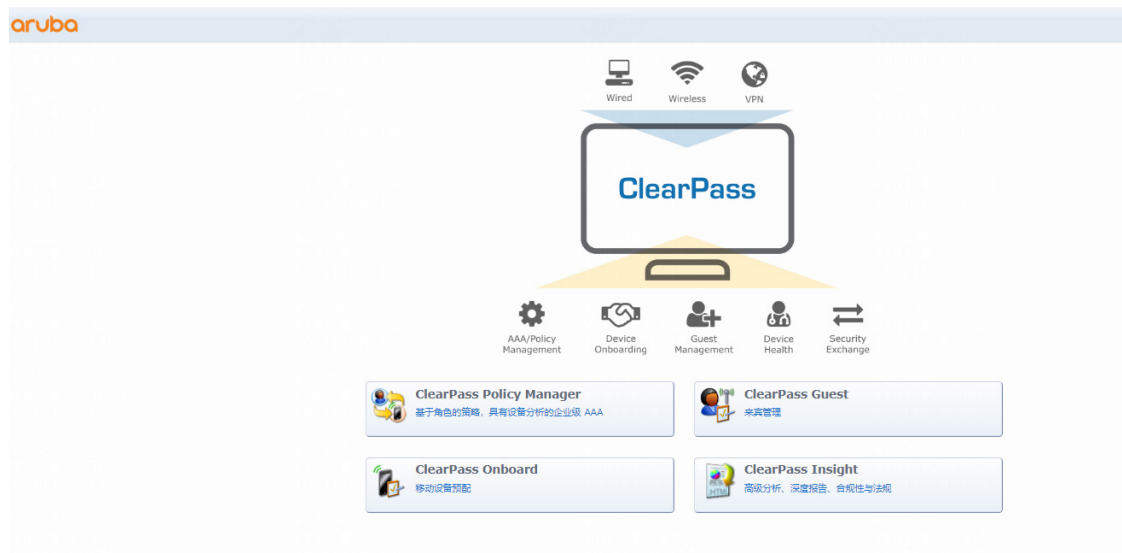 aruba
Wired Wireless VPN
ClearPass
AAA/Policy Management
Device Onboarding
Guest Management
Device Health
Security Exchange
ClearPass Policy Manager
基于角色的策略，具有设备分析的企业级 AAA
ClearPass Guest
来宾管理
ClearPass Onboard
移动设备预配
ClearPass Insight
高级分析、深度报告、合规性与法规